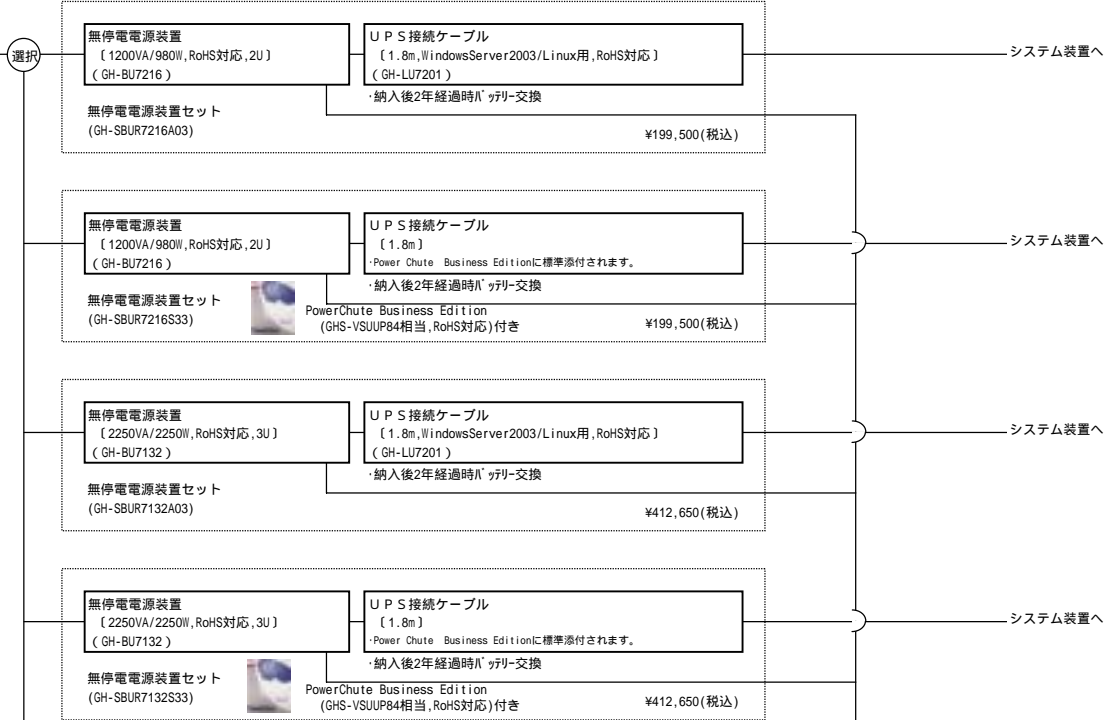 選択
無停電電源装置
〔1200VA/980W,RoHS対応,2U〕
(GH-BU7216)
UPS接続ケーブル
〔1.8m,WindowsServer2003/Linux用,RoHS対応〕
(GH-LU7201)
システム装置へ
・納入後2年経過時バッテリー交換
無停電電源装置セット
(GH-SBUR7216A03)
¥199,500(税込)
無停電電源装置
〔1200VA/980W,RoHS対応,2U〕
(GH-BU7216)
UPS接続ケーブル
〔1.8m〕
・Power Chute Business Editionに標準添付されます。
システム装置へ
・納入後2年経過時バッテリー交換
無停電電源装置セット
(GH-SBUR7216S33)
PowerChute Business Edition
(GHS-VSUUP84相当,RoHS対応)付き
¥199,500(税込)
無停電電源装置
〔2250VA/2250W,RoHS対応,3U〕
(GH-BU7132)
UPS接続ケーブル
〔1.8m,WindowsServer2003/Linux用,RoHS対応〕
(GH-LU7201)
システム装置へ
・納入後2年経過時バッテリー交換
無停電電源装置セット
(GH-SBUR7132A03)
¥412,650(税込)
無停電電源装置
〔2250VA/2250W,RoHS対応,3U〕
(GH-BU7132)
UPS接続ケーブル
〔1.8m〕
・Power Chute Business Editionに標準添付されます。
システム装置へ
・納入後2年経過時バッテリー交換
無停電電源装置セット
(GH-SBUR7132S33)
PowerChute Business Edition
(GHS-VSUUP84相当,RoHS対応)付き
¥412,650(税込)